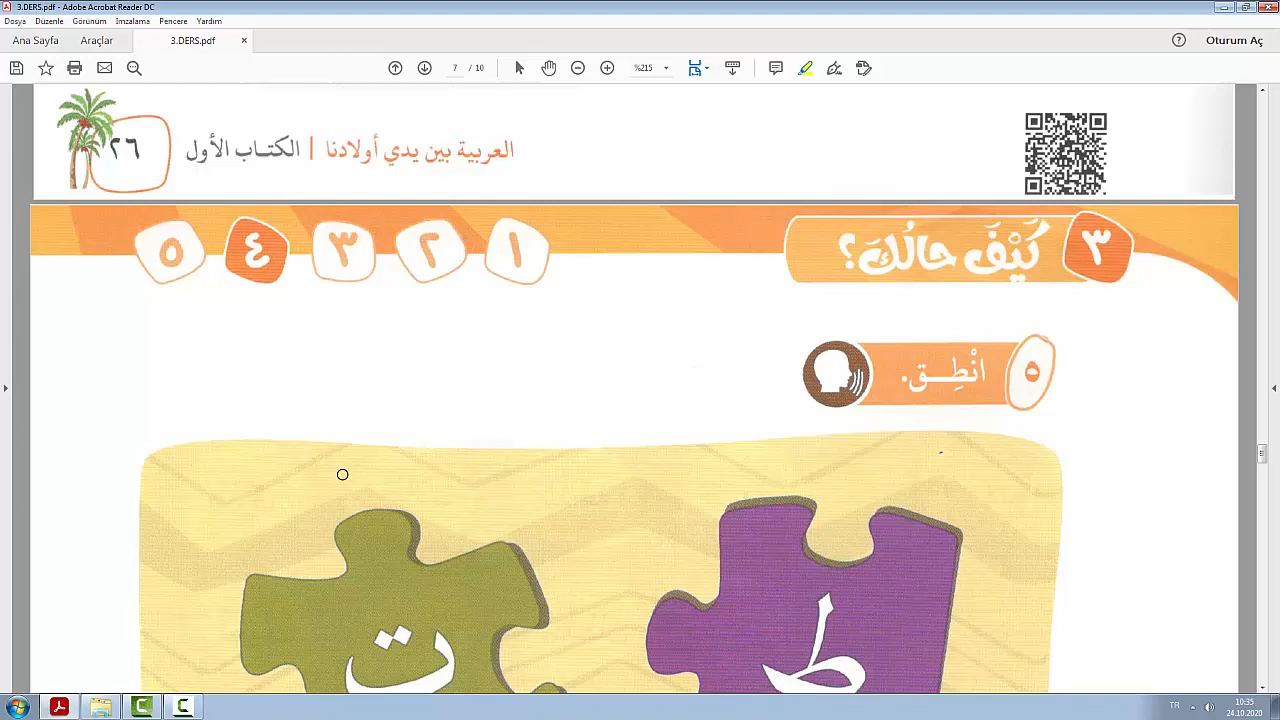 3.DERS.pdf - Adobe Acrobat Reader DC
Dosya Düzenle Görünüm İmzalama Pencere Yardım
Ana Sayfa Araçlar 3.DERS.pdf × Oturum Aç
7 / 10 %215
العربية بين يدي أولادنا | الكتـاب الأول ٢٦
٣ كَيْفَ حالُكَ؟ ١ ٢ ٣ ٤ ٥
٥ انْطِـــق.
ط ت
TR 10:35
24.10.2020